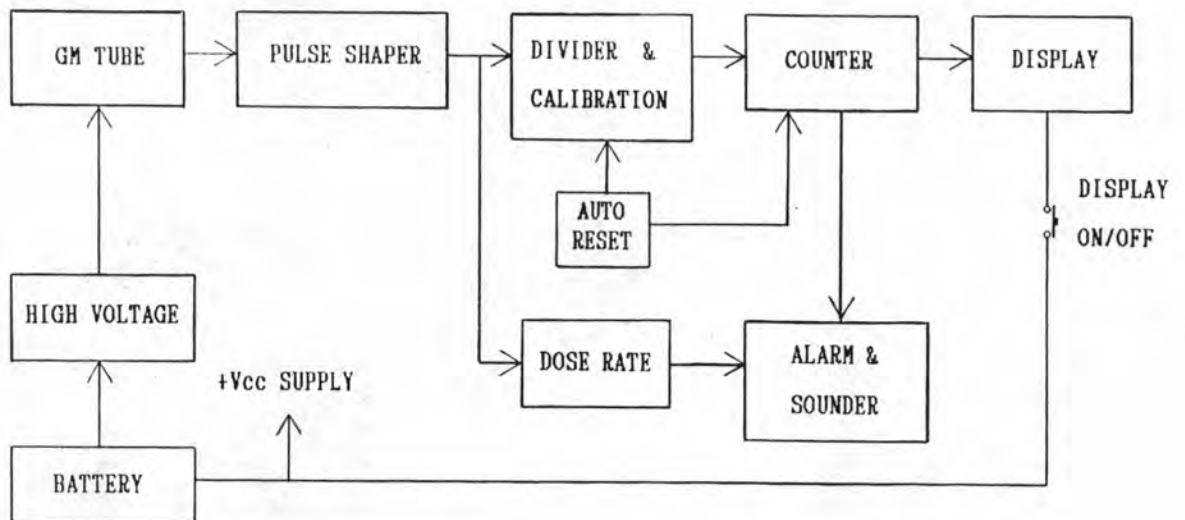 GM TUBE
PULSE SHAPER
DIVIDER &
CALIBRATION
COUNTER
DISPLAY
AUTO
RESET
DISPLAY
ON/OFF
HIGH VOLTAGE
+Vcc SUPPLY
DOSE RATE
ALARM &
SOUNDER
BATTERY